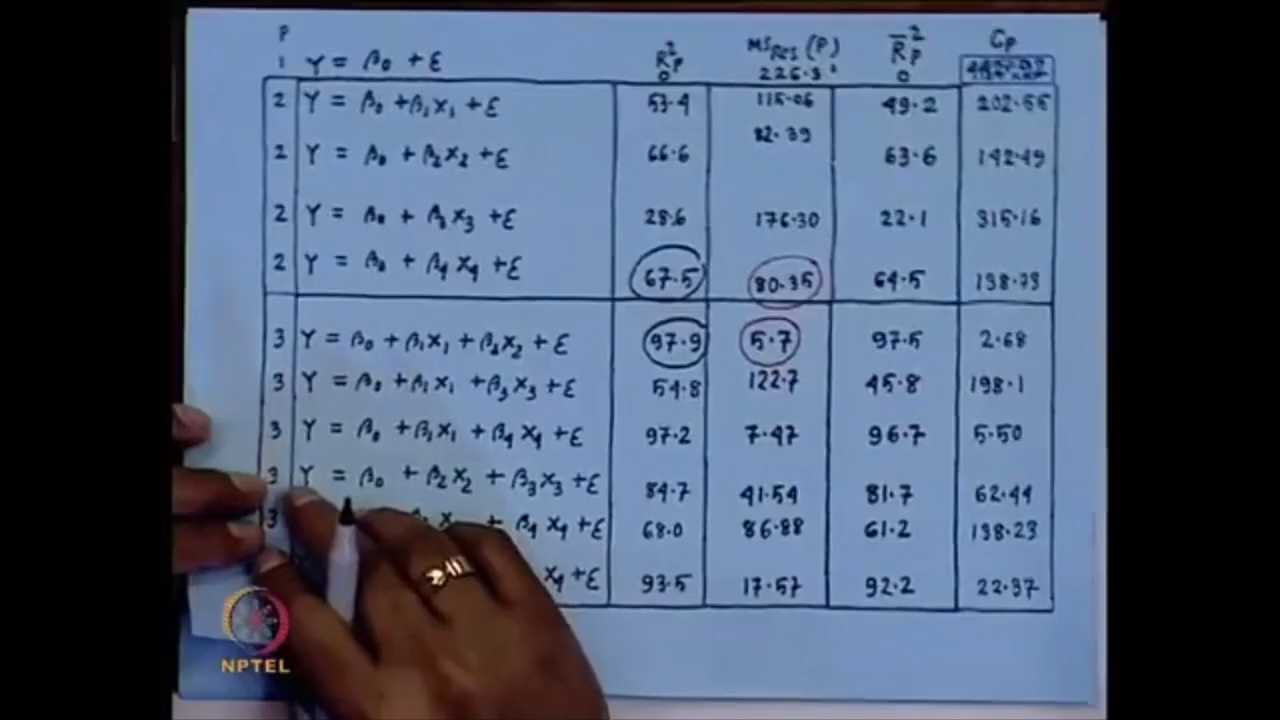 P R²p MSRes (P) R̄²p Cp
1 Y = β0 + ε 0 226.3 0
2 Y = β0 + β1x1 + ε 53.4 115.06 49.2 202.55
2 Y = β0 + β2x2 + ε 66.6 82.39 63.6 142.49
2 Y = β0 + β3x3 + ε 28.6 176.30 22.1 315.16
2 Y = β0 + β4x4 + ε 67.5 80.35 64.5 138.73
3 Y = β0 + β1x1 + β2x2 + ε 97.9 5.7 97.5 2.68
3 Y = β0 + β1x1 + β3x3 + ε 54.8 122.7 45.8 198.1
3 Y = β0 + β1x1 + β4x4 + ε 97.2 7.47 96.7 5.50
3 Y = β0 + β2x2 + β3x3 + ε 84.7 41.54 81.7 62.44
3 + β4x4 + ε 68.0 86.88 61.2 138.23
x4 + ε 93.5 17.57 92.2 22.37
NPTEL